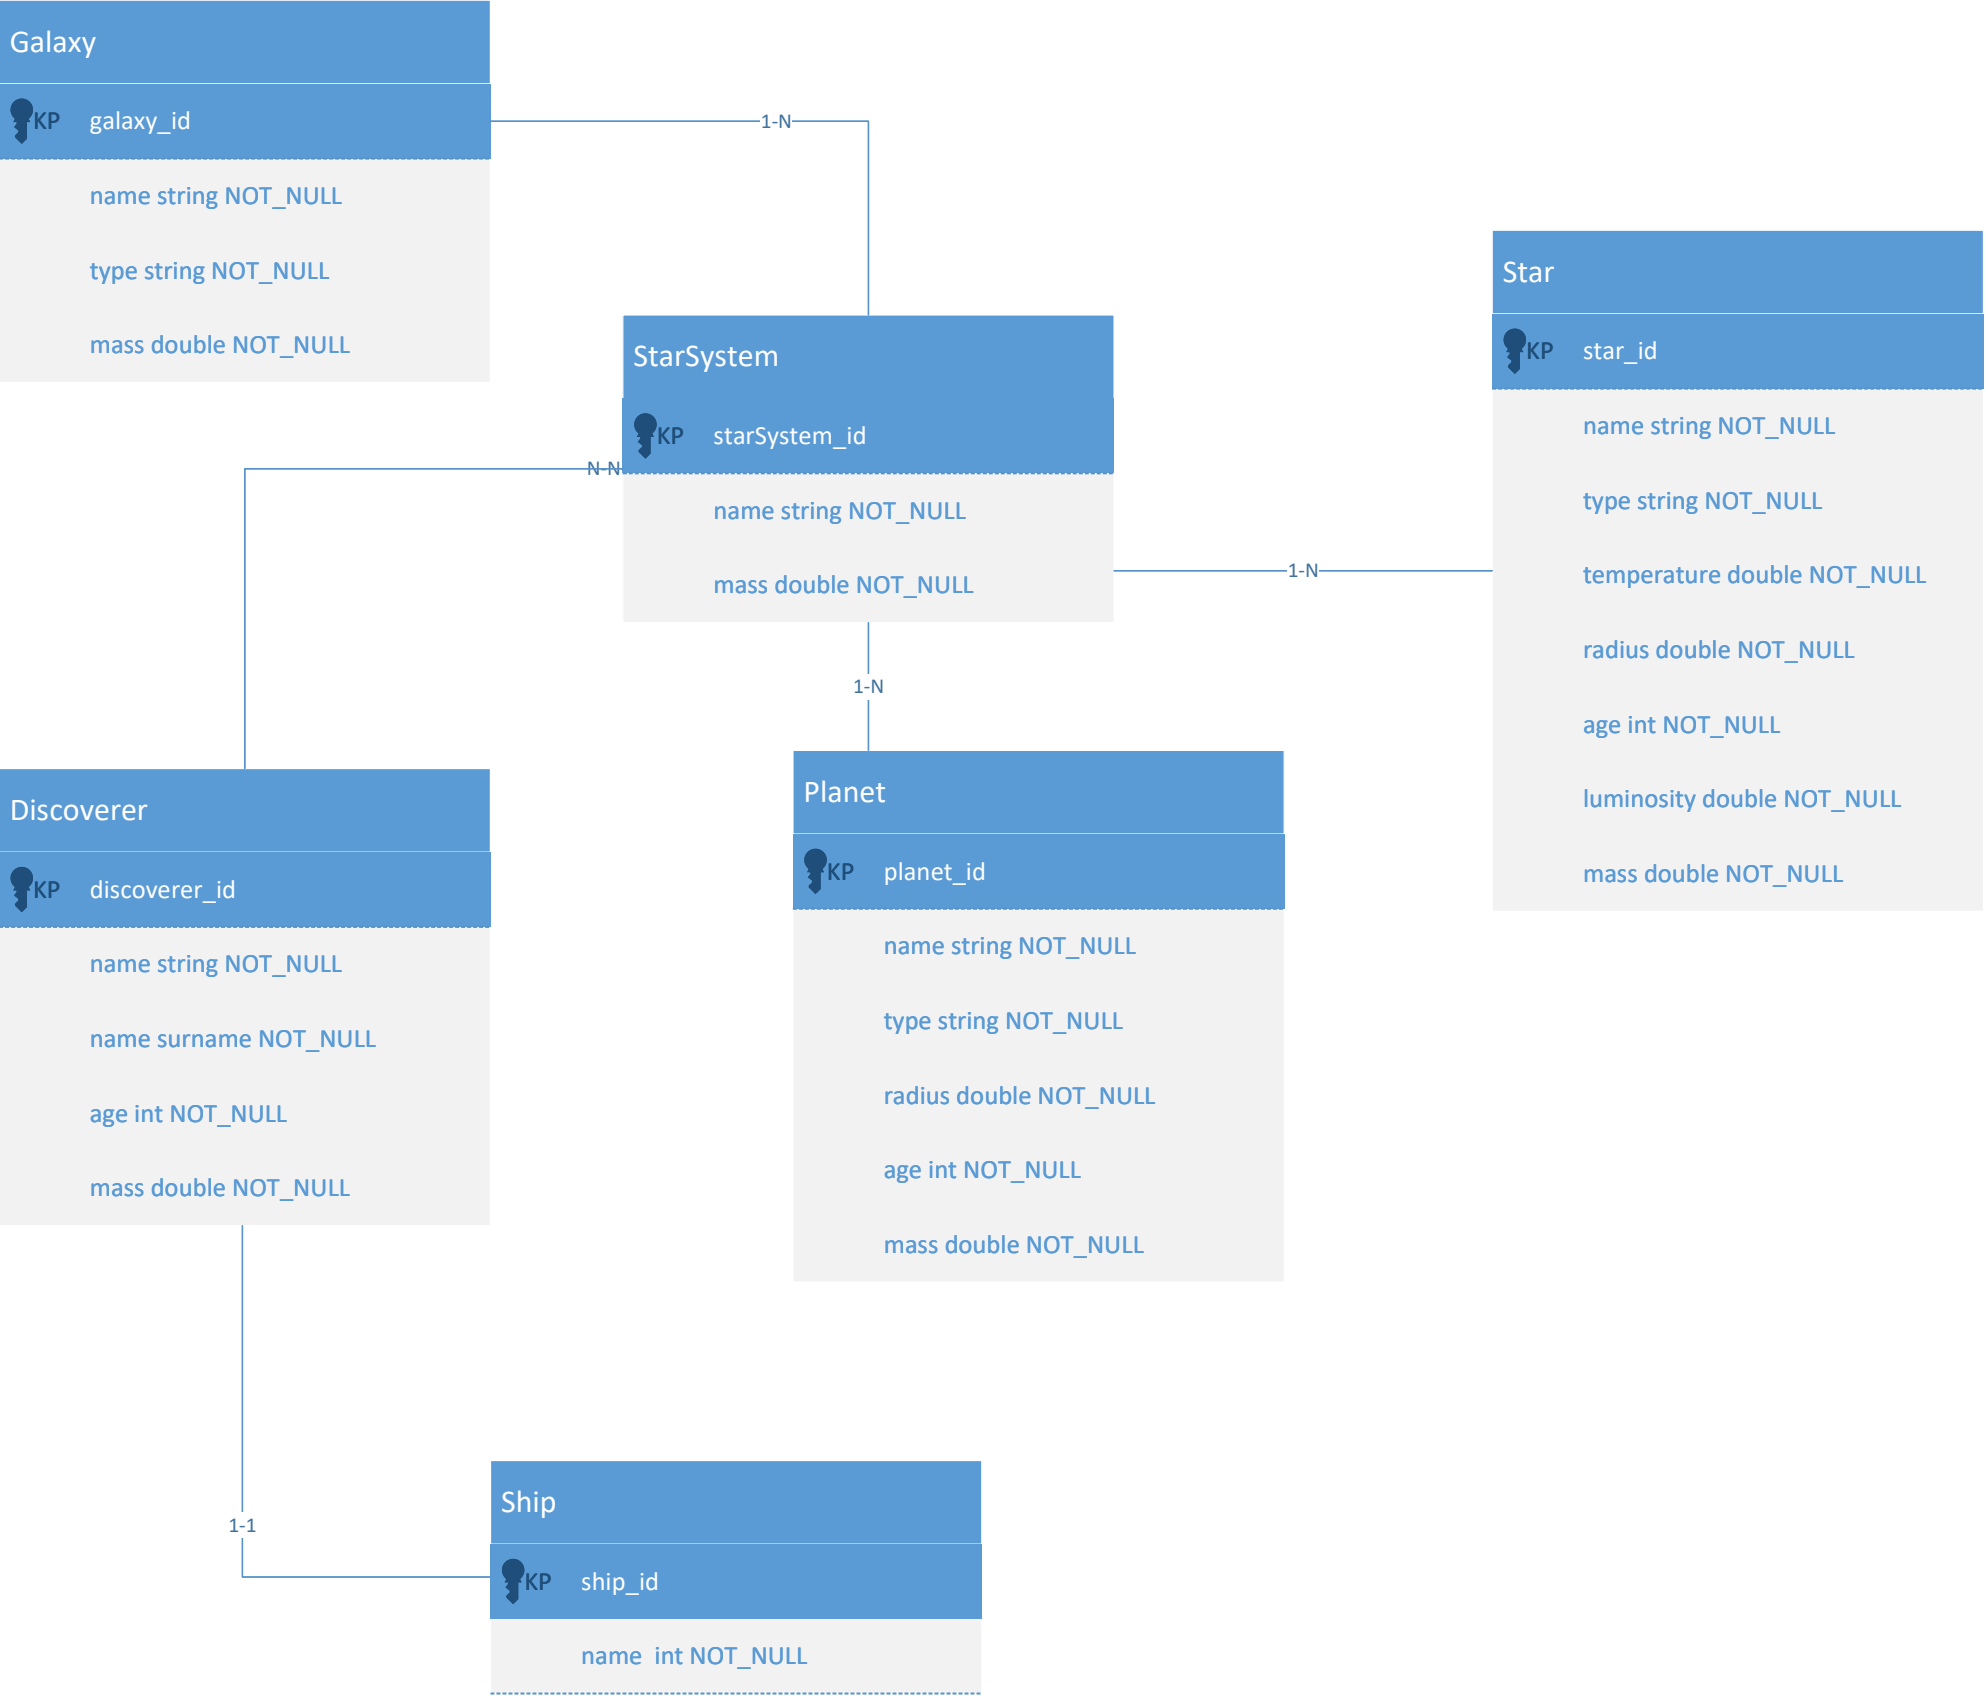 Galaxy
KP galaxy_id
name string NOT_NULL
type string NOT_NULL
mass double NOT_NULL
1-N
StarSystem
KP starSystem_id
name string NOT_NULL
mass double NOT_NULL
N-N
1-N
1-N
Star
KP star_id
name string NOT_NULL
type string NOT_NULL
temperature double NOT_NULL
radius double NOT_NULL
age int NOT_NULL
luminosity double NOT_NULL
mass double NOT_NULL
Discoverer
KP discoverer_id
name string NOT_NULL
name surname NOT_NULL
age int NOT_NULL
mass double NOT_NULL
Planet
KP planet_id
name string NOT_NULL
type string NOT_NULL
radius double NOT_NULL
age int NOT_NULL
mass double NOT_NULL
1-1
Ship
KP ship_id
name  int NOT_NULL